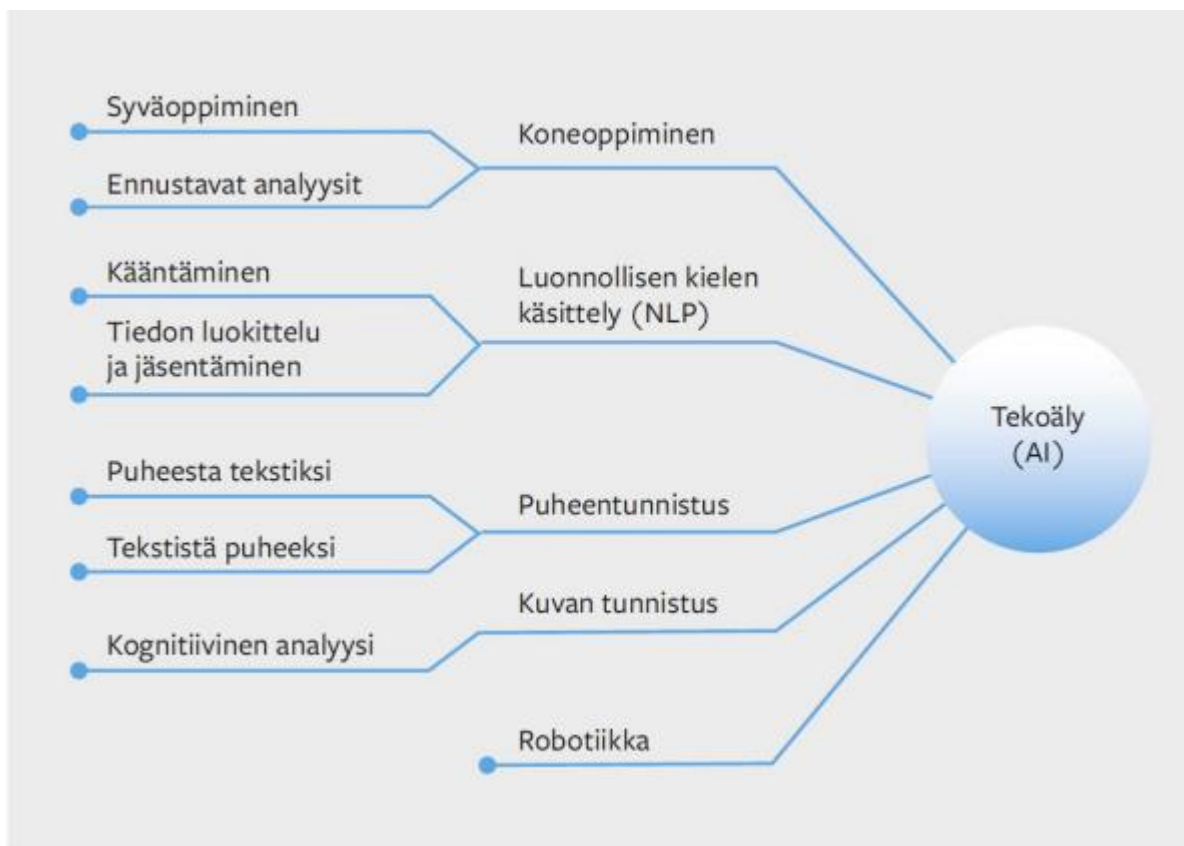 Syväoppiminen
Ennustavat analyysit
Koneoppiminen
Kääntäminen
Tiedon luokittelu
ja jäsentäminen
Luonnollisen kielen
käsittely (NLP)
Puheesta tekstiksi
Tekstistä puheeksi
Puheentunnistus
Kognitiivinen analyysi
Kuvan tunnistus
Robotiikka
Tekoäly
(AI)